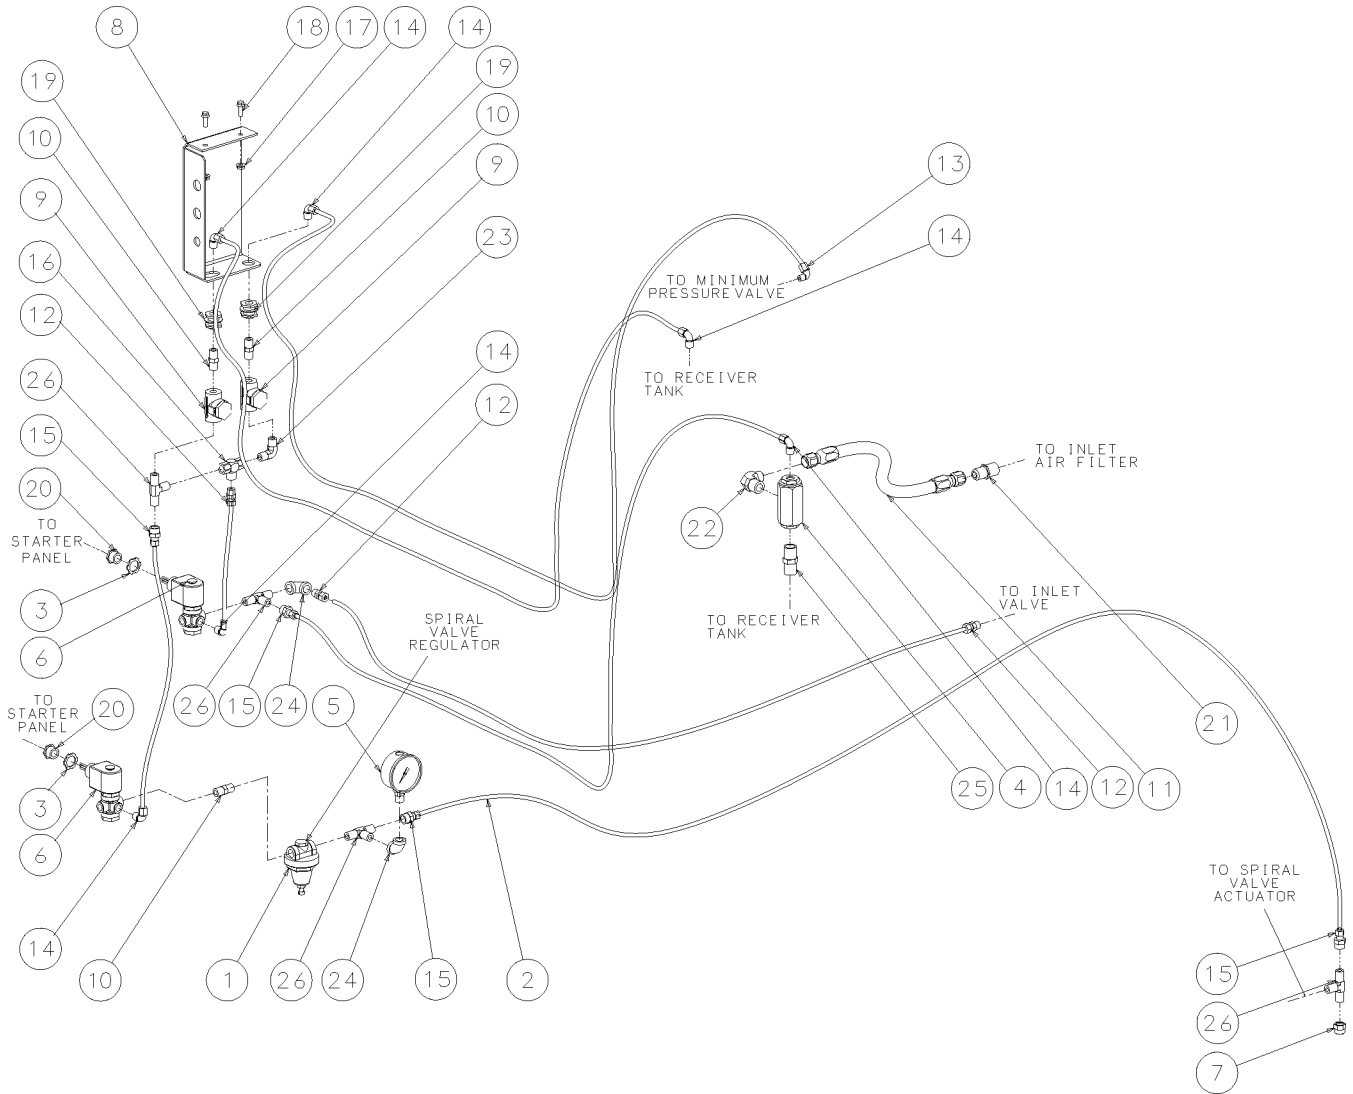 8
18
17
14
14
19
19
10
10
9
9
13
16
23
14
TO MINIMUM
PRESSURE VALVE
12
14
TO RECEIVER
TANK
26
12
15
TO INLET
AIR FILTER
20
22
TO
STARTER
PANEL
3
TO INLET
VALVE
TO RECEIVER
TANK
SPIRAL
VALVE
REGULATOR
6
26
15
24
5
21
TO
STARTER
PANEL
20
25
4
14
12
11
3
6
TO SPIRAL
VALVE
ACTUATOR
14
10
1
26
24
15
2
15
26
7